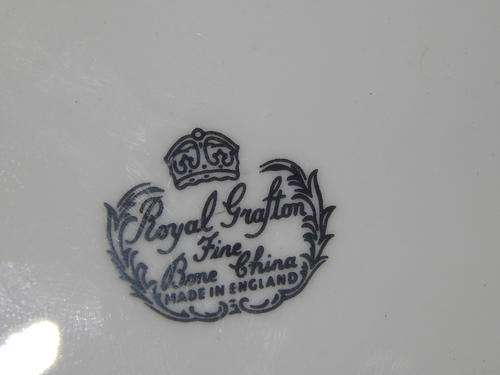 Royal Grafton
Fine
Bone China
MADE IN ENGLAND